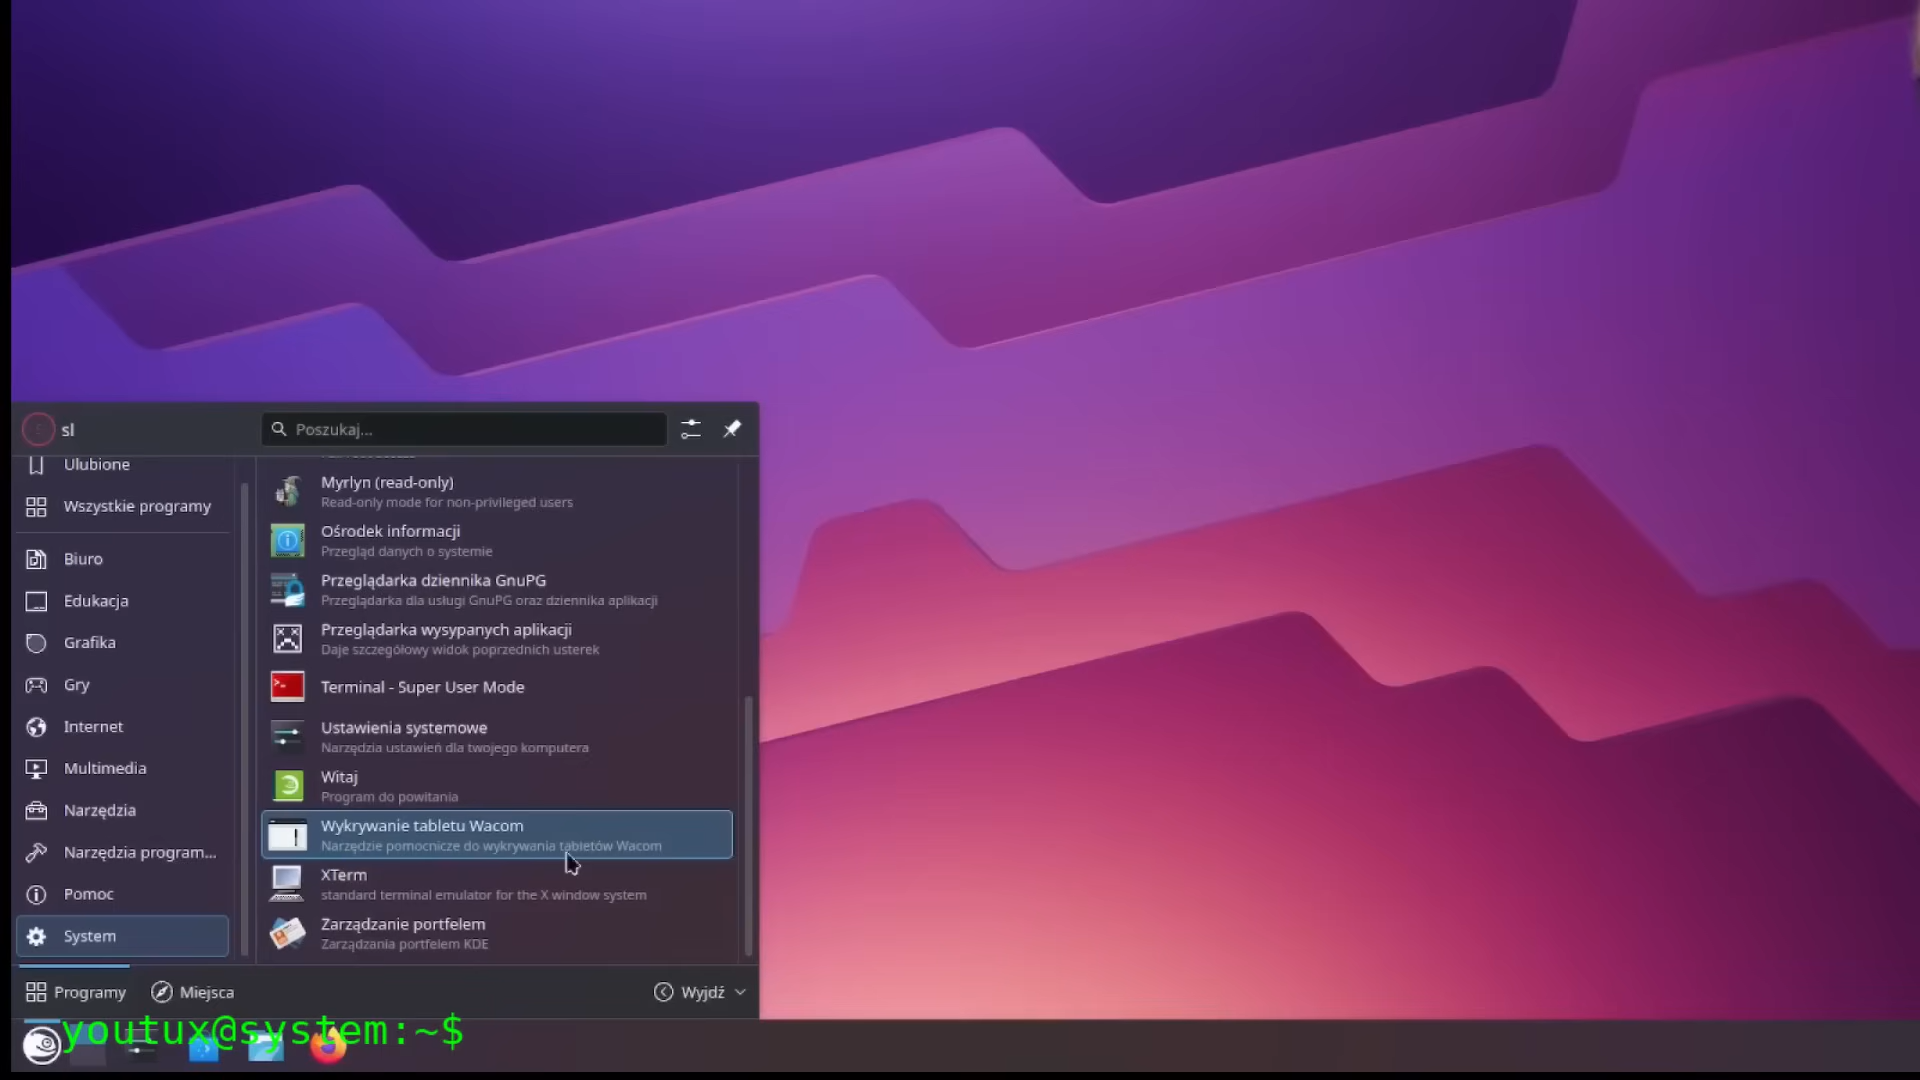 sl
Poszukaj...
Ulubione
Wszystkie programy
Biuro
Edukacja
Grafika
Gry
Internet
Multimedia
Narzędzia
Narzędzia program...
Pomoc
System
Myrlyn (read-only)
Read-only mode for non-privileged users
Ośrodek informacji
Przegląd danych o systemie
Przeglądarka dziennika GnuPG
Przeglądarka dla usługi GnuPG oraz dziennika aplikacji
Przeglądarka wysypanych aplikacji
Daje szczegółowy widok poprzednich usterek
Terminal - Super User Mode
Ustawienia systemowe
Narzędzia ustawień dla twojego komputera
Witaj
Program do powitania
Wykrywanie tabletu Wacom
Narzędzie pomocnicze do wykrywania tabletów Wacom
XTerm
standard terminal emulator for the X window system
Zarządzanie portfelem
Zarządzania portfelem KDE
Programy
Miejsca
Wyjdź
youtux@system:~$